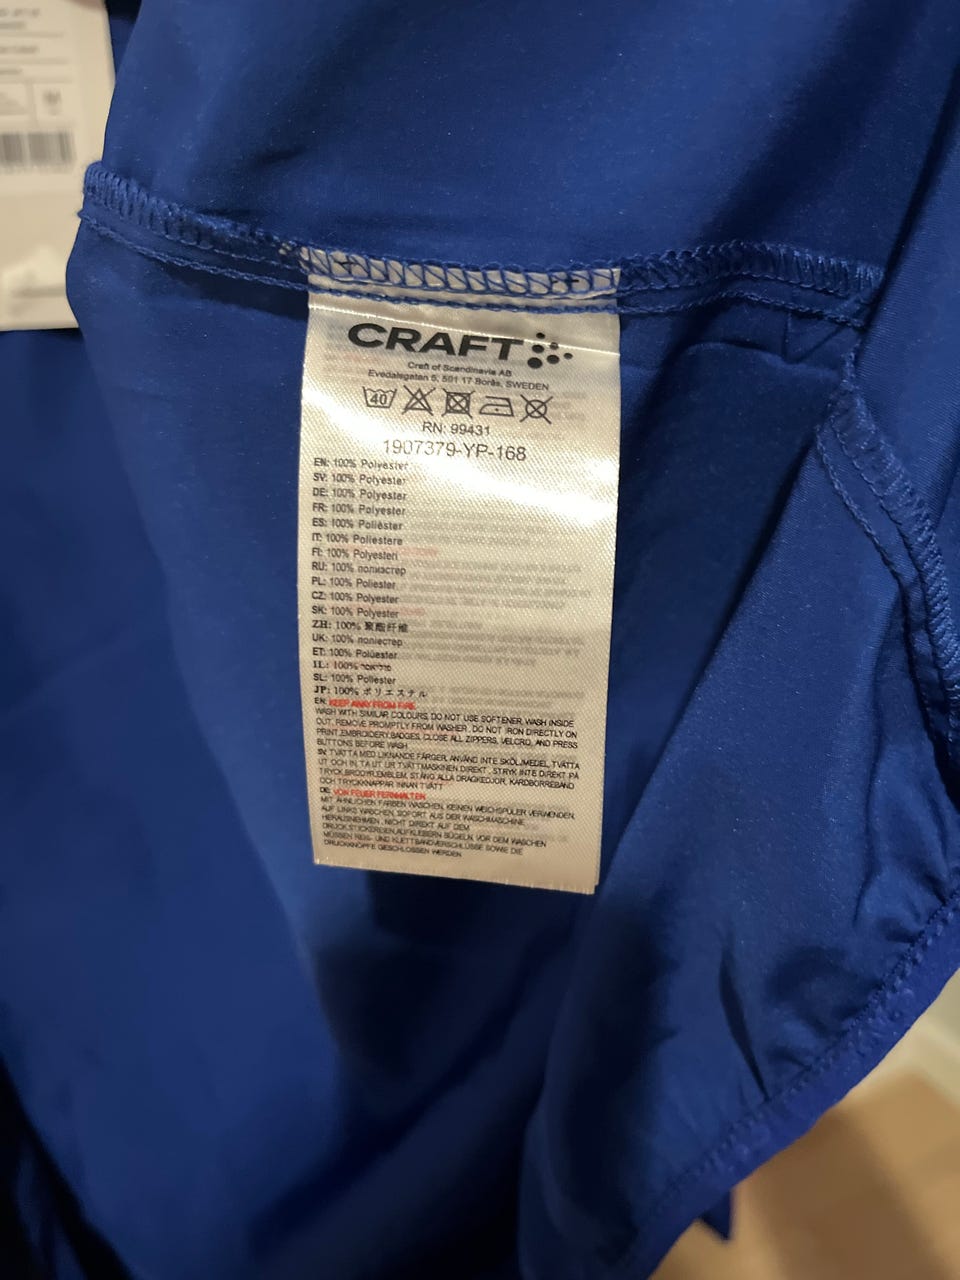 CRAFT
Craft of Scandinavia AB
Evedalsgatan 5, 501 17 Borås, SWEDEN
40
RN: 99431
1907379-YP-168
EN: 100% Polyester
SV: 100% Polyester
DE: 100% Polyester
FR: 100% Polyester
ES: 100% Poliéster
IT: 100% Poliestere
FI: 100% Polyesteri
RU: 100% полиэстер
PL: 100% Poliester
CZ: 100% Polyester
SK: 100% Polyester
ZH: 100% 聚酯纤维
UK: 100% поліестер
ET: 100% Polüester
IL: 100%
SL: 100% Poliester
JP: 100% ポリエステル
EN: KEEP AWAY FROM FIRE
WASH WITH SIMILAR COLOURS, DO NOT USE SOFTENER, WASH INSIDE
OUT, REMOVE PROMPTLY FROM WASHER, DO NOT IRON DIRECTLY ON
PRINT,EMBROIDERY,BADGES, CLOSE ALL ZIPPERS, VELCRO, AND PRESS
BUTTONS BEFORE WASH
SV: TVÄTTA MED LIKNANDE FÄRGER, ANVÄND INTE SKÖLJMEDEL, TVÄTTA
UT OCH IN, TA UT UR TVÄTTMASKINEN DIREKT, STRYK INTE DIREKT PÅ
TRYCK,BRODYR,EMBLEM, STÄNG ALLA DRAGKEDJOR, KARDBORREBAND
OCH TRYCKKNAPPAR INNAN TVÄTT
DE: VON FEUER FERNHALTEN
MIT ÄHNLICHEN FARBEN WASCHEN, KEINEN WEICHSPÜLER VERWENDEN,
AUF LINKS WASCHEN, SOFORT AUS DER WASCHMASCHINE
HERAUSNEHMEN, NICHT DIREKT AUF DEM
DRUCK,STICKEREIEN,AUFKLEBERN BÜGELN, VOR DEM WASCHEN
MÜSSEN REIß- UND KLETTBANDVERSCHLÜSSE SOWIE DIE
DRUCKKNÖPFE GESCHLOSSEN WERDEN